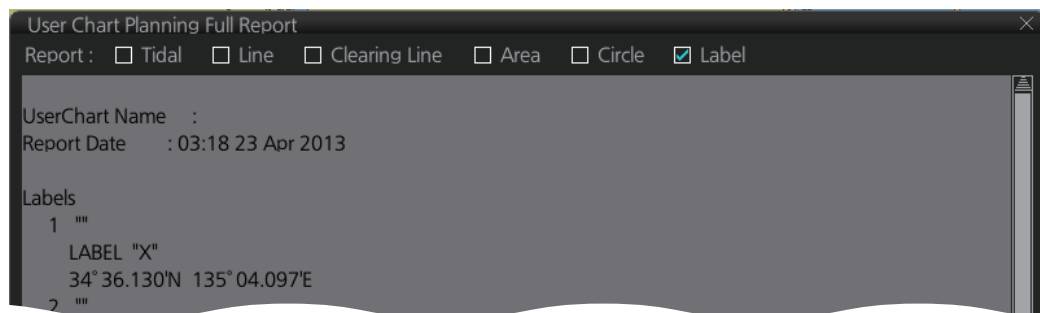 User Chart Planning Full Report
Report : Tidal Line Clearing Line Area Circle Label
UserChart Name :
Report Date : 03:18 23 Apr 2013
Labels
1 ""
LABEL "X"
34°36.130'N 135°04.097'E
2 ""